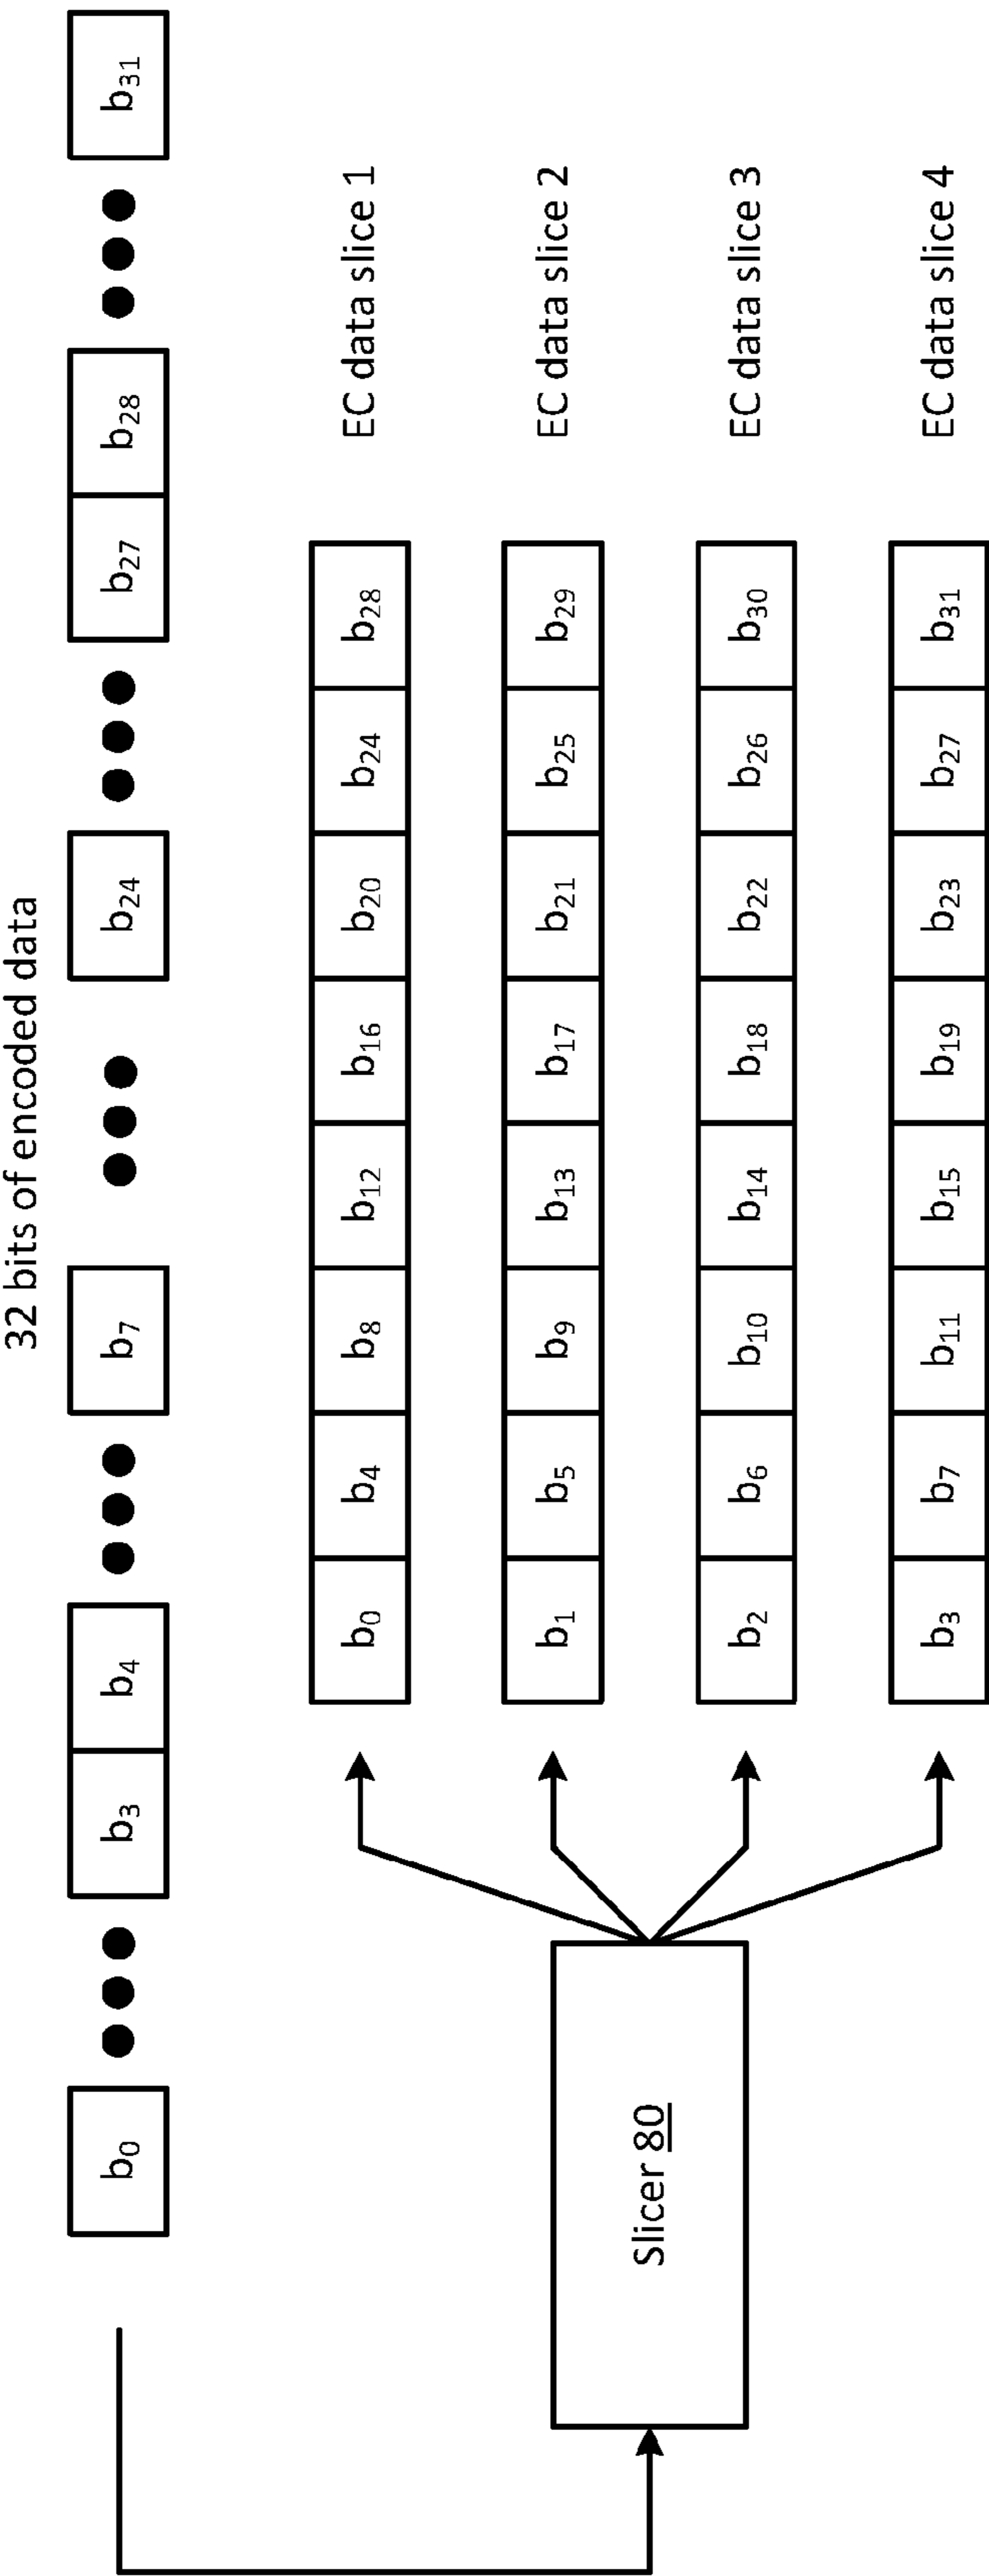 32 bits of encoded data
b0 b3 b4 b7 b24 b27 b28 b31
b0 b4 b8 b12 b16 b20 b24 b28 EC data slice 1
b1 b5 b9 b13 b17 b21 b25 b29 EC data slice 2
Slicer 80
b2 b6 b10 b14 b18 b22 b26 b30 EC data slice 3
b3 b7 b11 b15 b19 b23 b27 b31 EC data slice 4